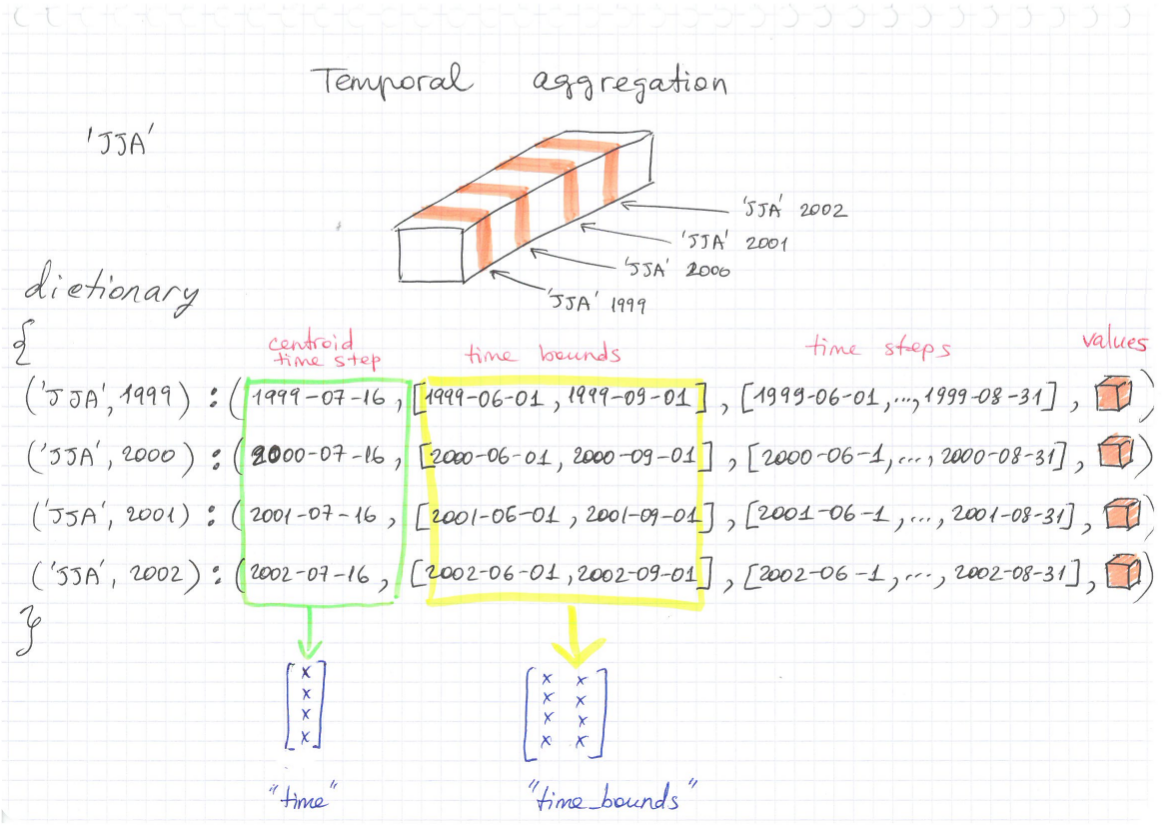 Temporal aggregation
'JJA'
'JJA' 2002
'JJA' 2001
'JJA' 2000
'JJA' 1999
dictionary
{
centroid
time step
time bounds
time steps
values
('JJA', 1999) : (1999-07-16, [1999-06-01, 1999-09-01], [1999-06-01,..., 1999-08-31], )
('JJA', 2000) : (2000-07-16, [2000-06-01, 2000-09-01], [2000-06-1,..., 2000-08-31], )
('JJA', 2001) : (2001-07-16, [2001-06-01, 2001-09-01], [2001-06-1,..., 2001-08-31], )
('JJA', 2002) : (2002-07-16, [2002-06-01, 2002-09-01], [2002-06-1,..., 2002-08-31], )
}
[x [x x
x x x
x x x
x] x x]
"time" "time_bounds"